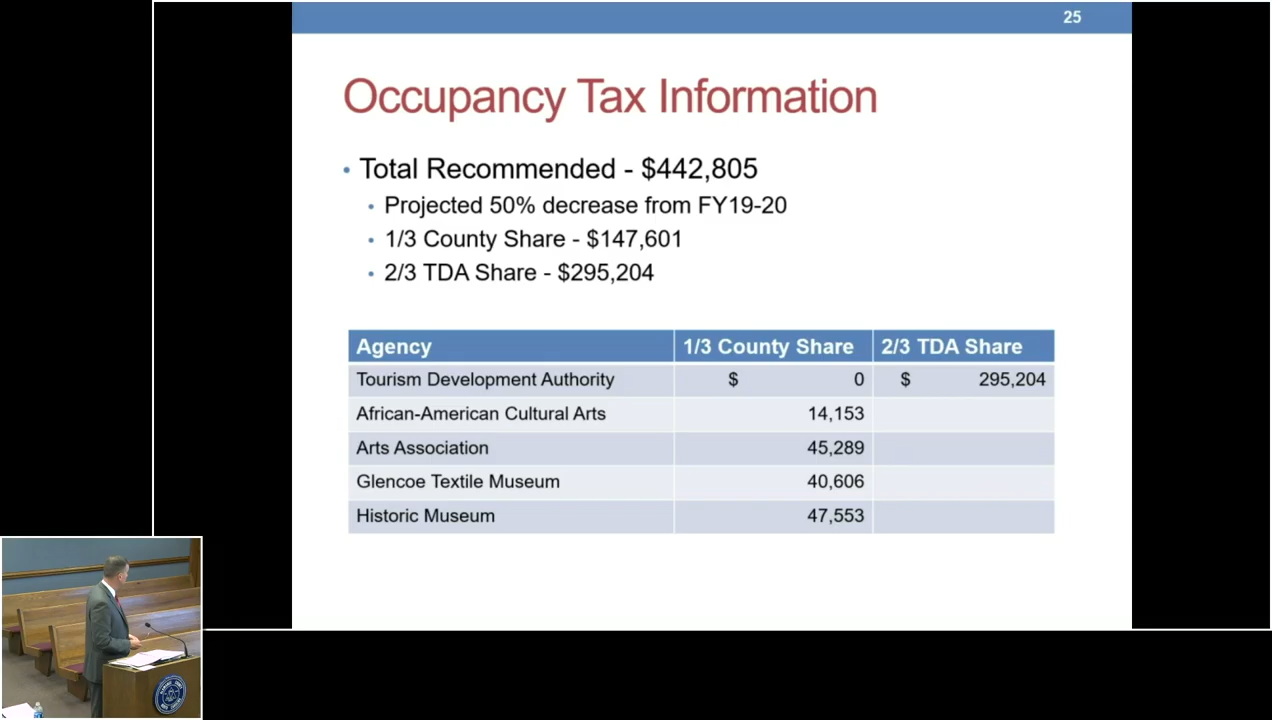 25
Occupancy Tax Information
• Total Recommended - $442,805
• Projected 50% decrease from FY19-20
• 1/3 County Share - $147,601
• 2/3 TDA Share - $295,204
Agency 1/3 County Share 2/3 TDA Share
Tourism Development Authority $ 0 $ 295,204
African-American Cultural Arts 14,153
Arts Association 45,289
Glencoe Textile Museum 40,606
Historic Museum 47,553